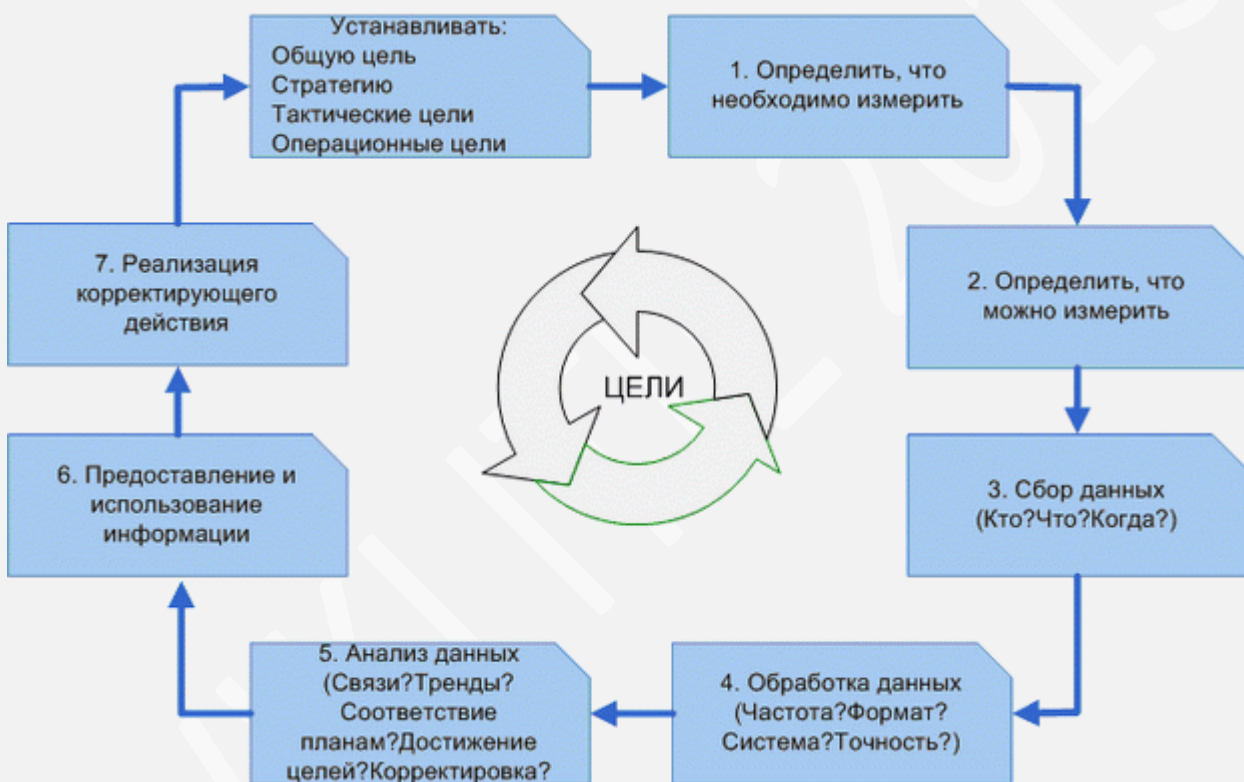 Устанавливать:
Общую цель
Стратегию
Тактические цели
Операционные цели
1. Определить, что
необходимо измерить
2. Определить, что
можно измерить
3. Сбор данных
(Кто?Что?Когда?)
4. Обработка данных
(Частота?Формат?
Система?Точность?)
5. Анализ данных
(Связи?Тренды?
Соответствие
планам?Достижение
целей?Корректировка?
6. Предоставление и
использование
информации
7. Реализация
корректирующего
действия
ЦЕЛИ